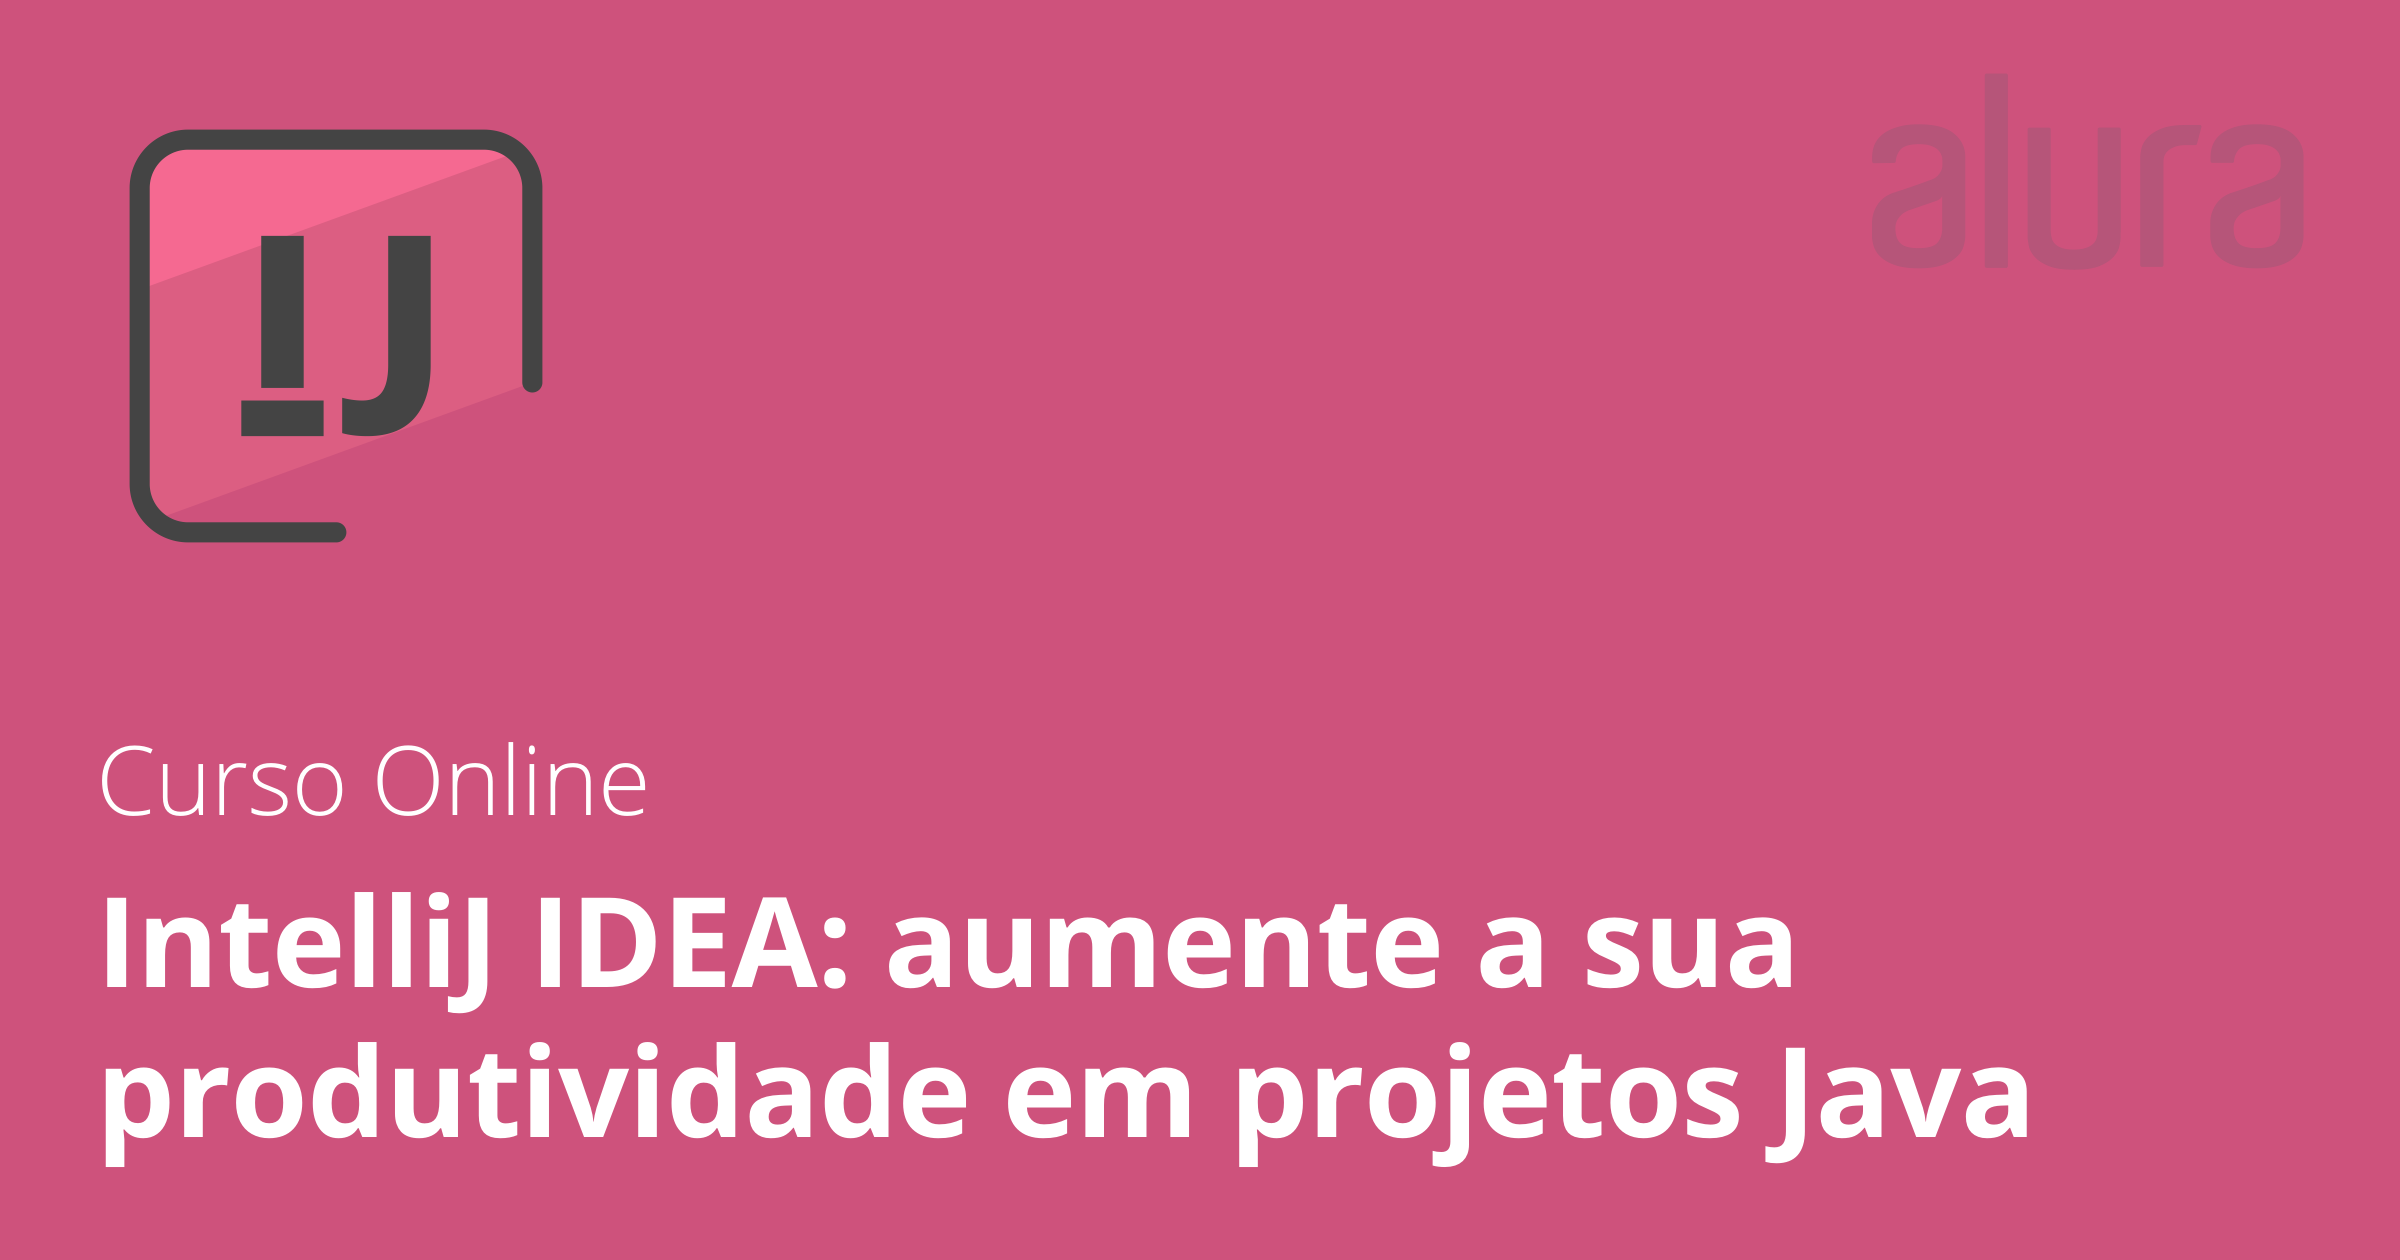 alura
IJ
Curso Online
IntelliJ IDEA: aumente a sua
produtividade em projetos Java